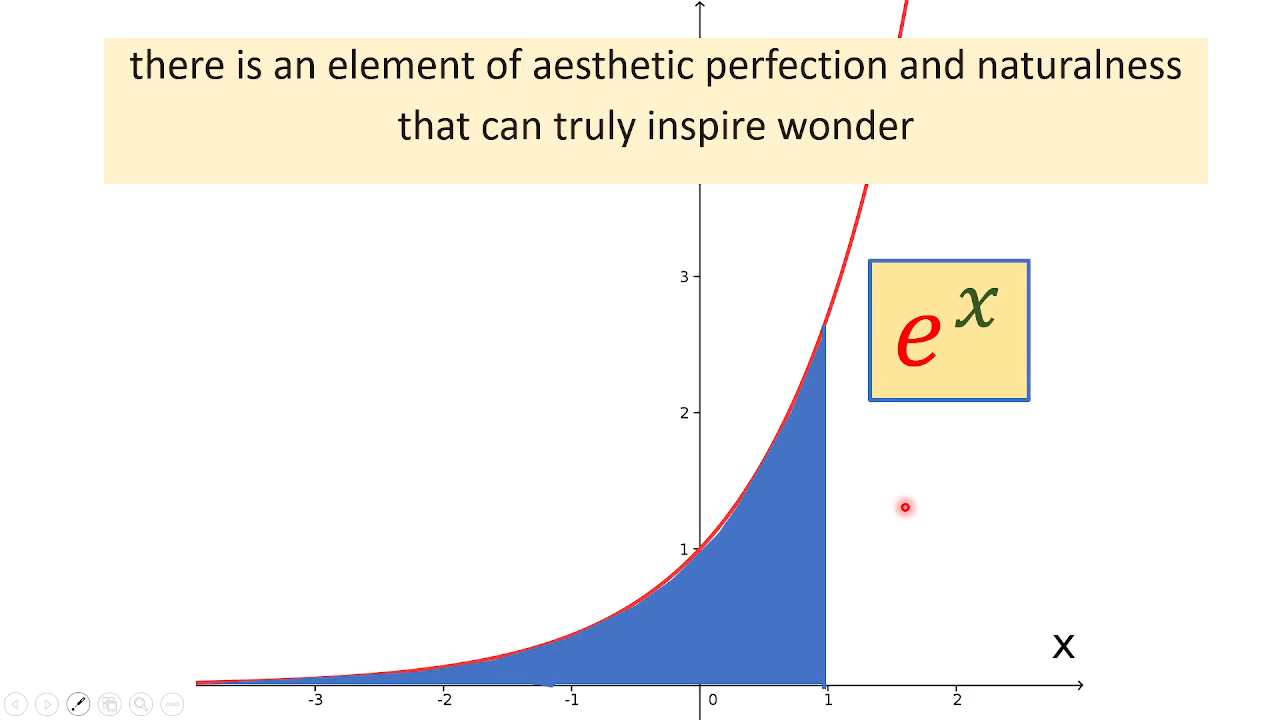 there is an element of aesthetic perfection and naturalness
that can truly inspire wonder
3
e^x
2
1
x
-3 -2 -1 0 1 2